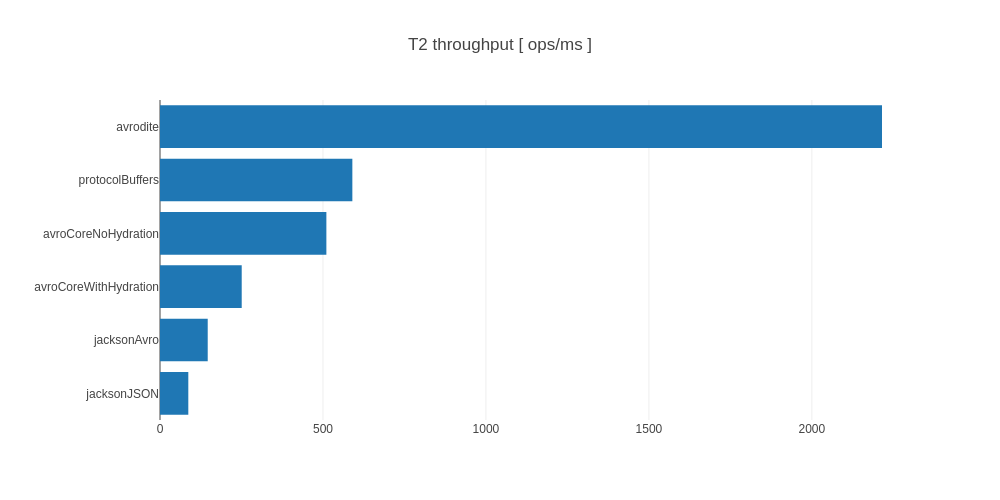 T2 throughput [ ops/ms ]
avrodite
protocolBuffers
avroCoreNoHydration
avroCoreWithHydration
jacksonAvro
jacksonJSON
0 500 1000 1500 2000